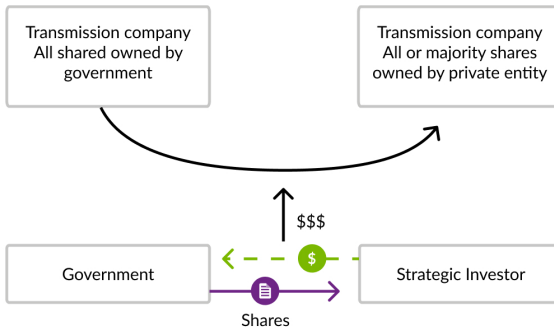 Transmission company
All shared owned by
government
Transmission company
All or majority shares
owned by private entity
$$$
$
Government
Strategic Investor
Shares